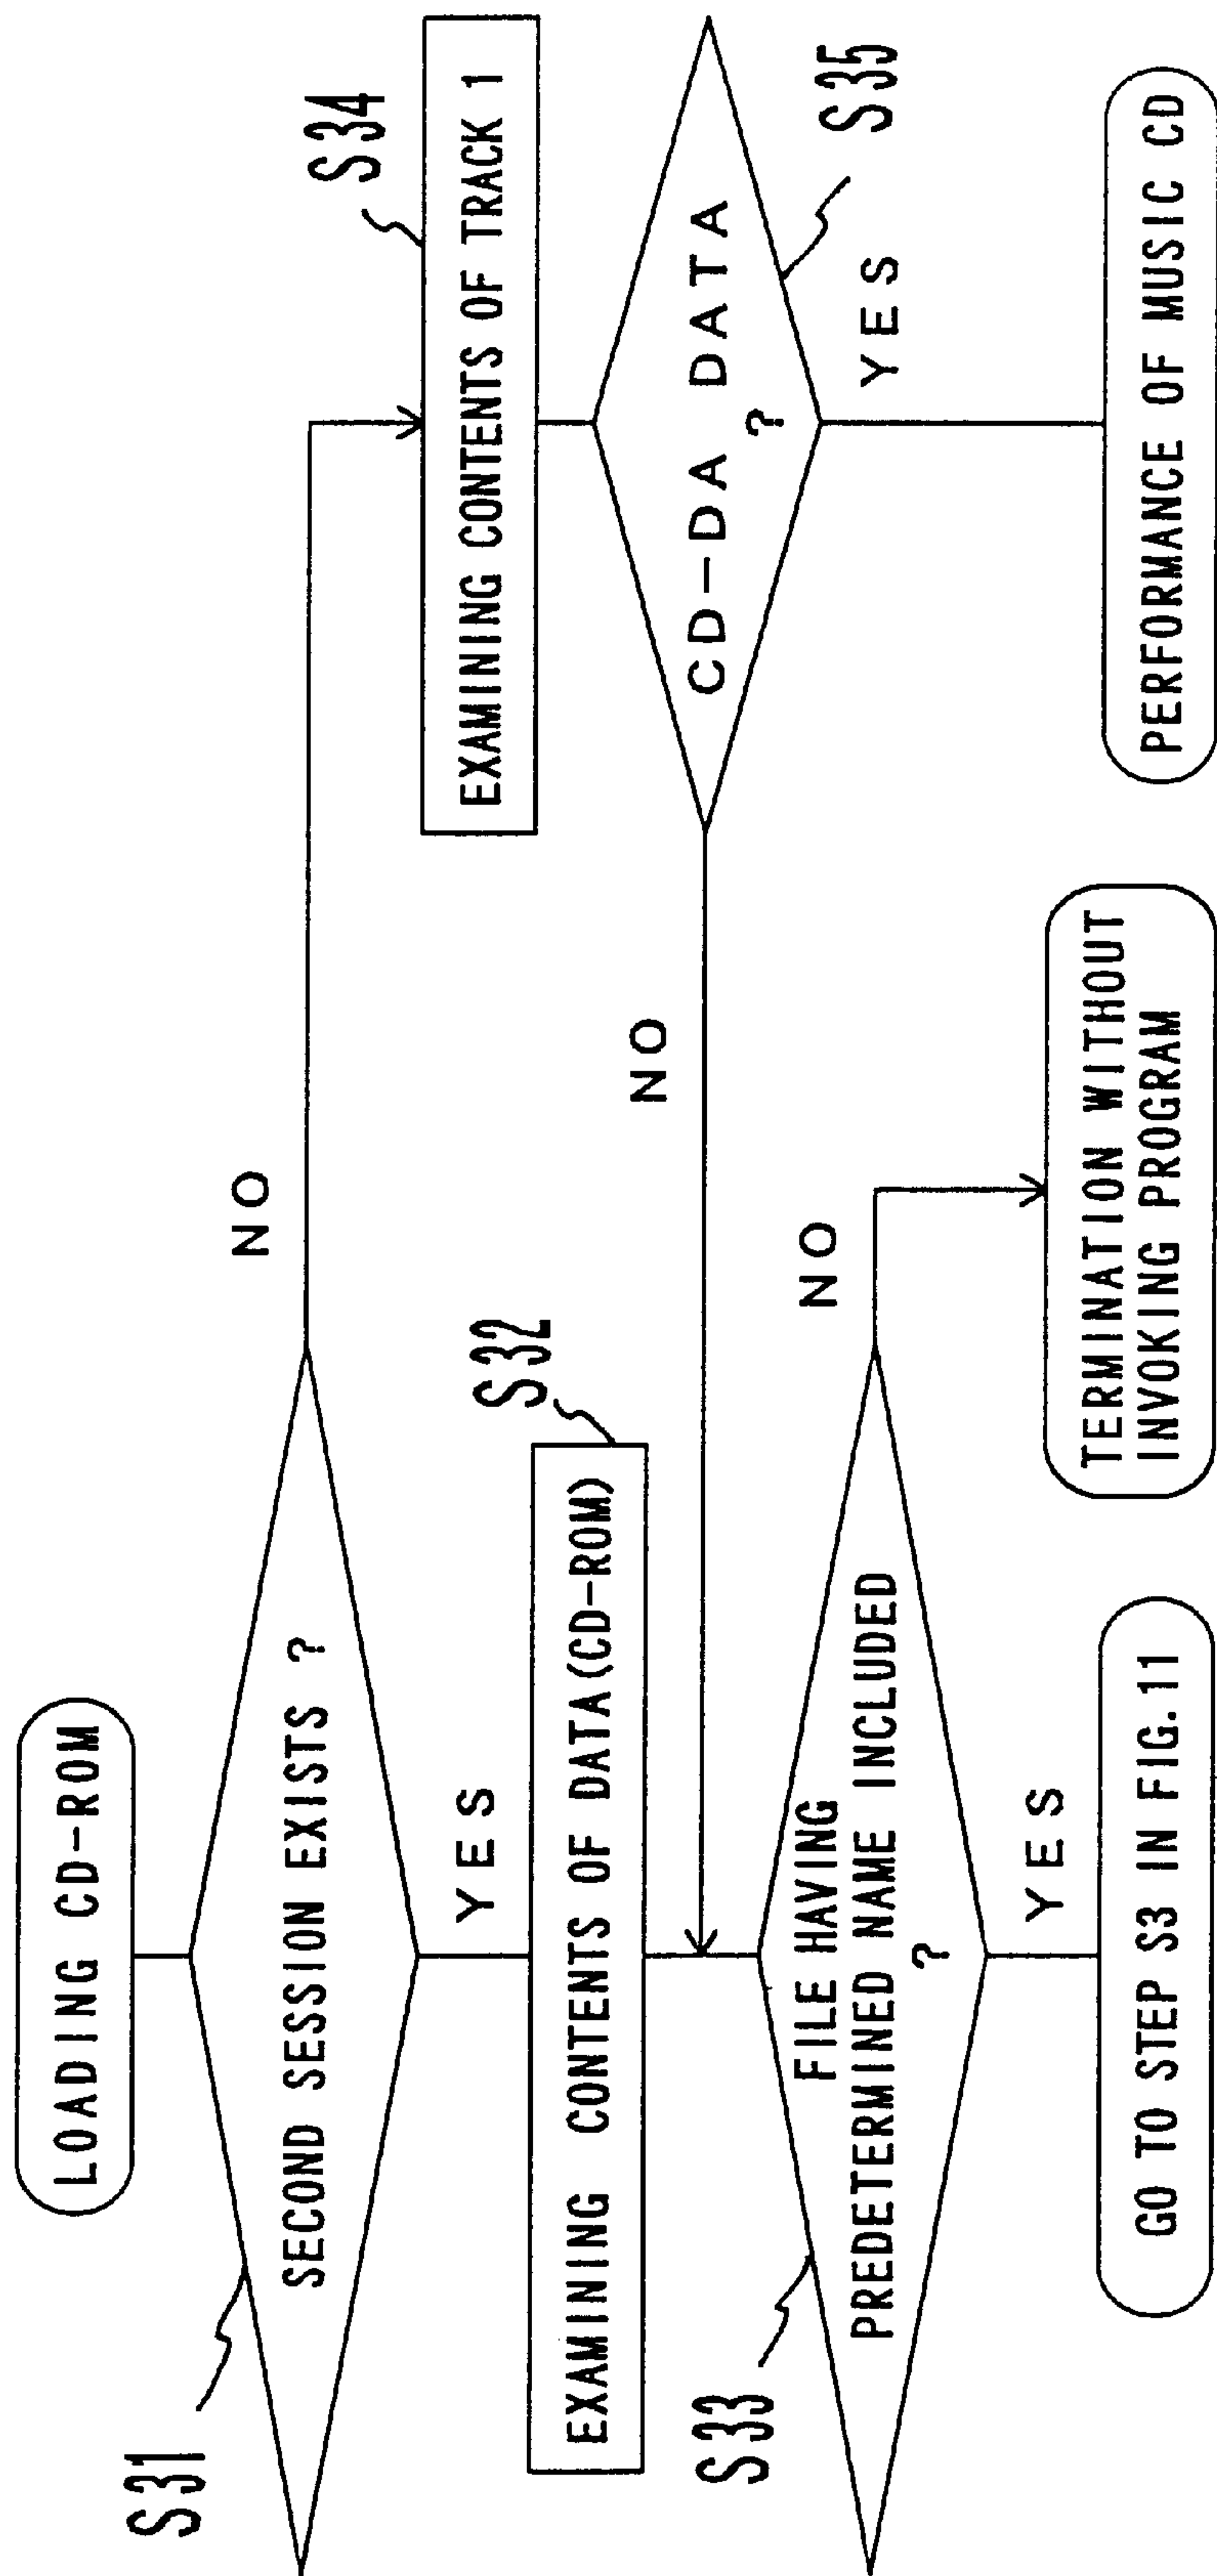 LOADING CD-ROM
S31
SECOND SESSION EXISTS ?
NO
YES
S32
EXAMINING CONTENTS OF DATA(CD-ROM)
S33
FILE HAVING
PREDETERMINED NAME INCLUDED
?
NO
YES
GO TO STEP S3 IN FIG.11
TERMINATION WITHOUT
INVOKING PROGRAM
S34
EXAMINING CONTENTS OF TRACK 1
CD-DA DATA
?
S35
NO
YES
PERFORMANCE OF MUSIC CD